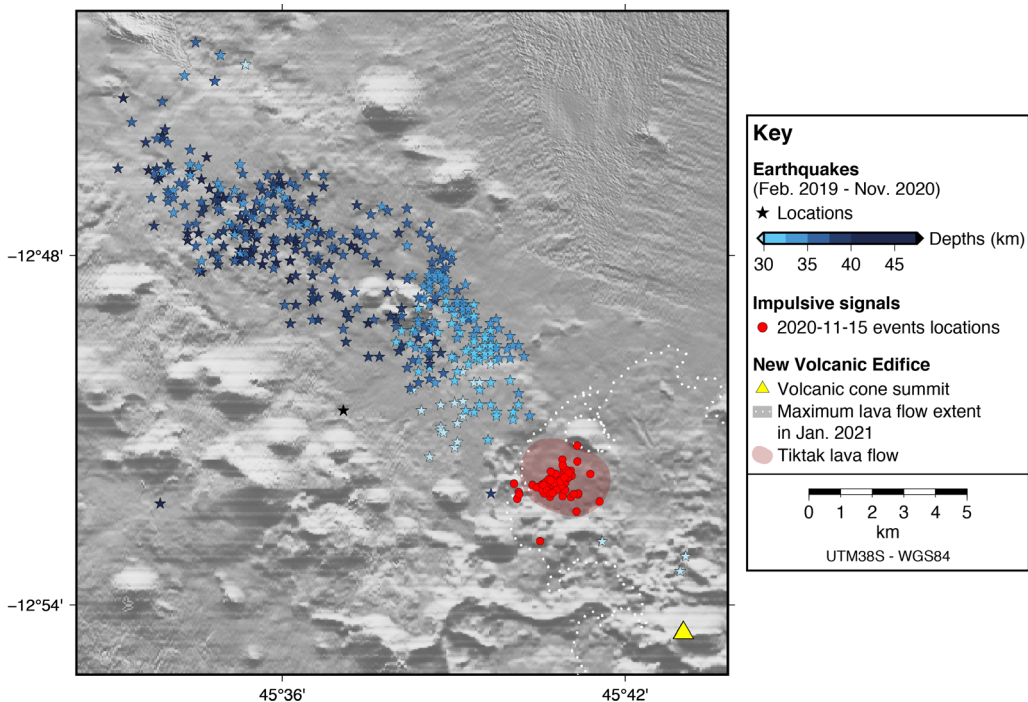 −12°48'
−12°54'
45°36'
45°42'
Key
Earthquakes
(Feb. 2019 - Nov. 2020)
Locations
Depths (km)
30 35 40 45
Impulsive signals
2020-11-15 events locations
New Volcanic Edifice
Volcanic cone summit
Maximum lava flow extent
in Jan. 2021
Tiktak lava flow
0 1 2 3 4 5
km
UTM38S - WGS84